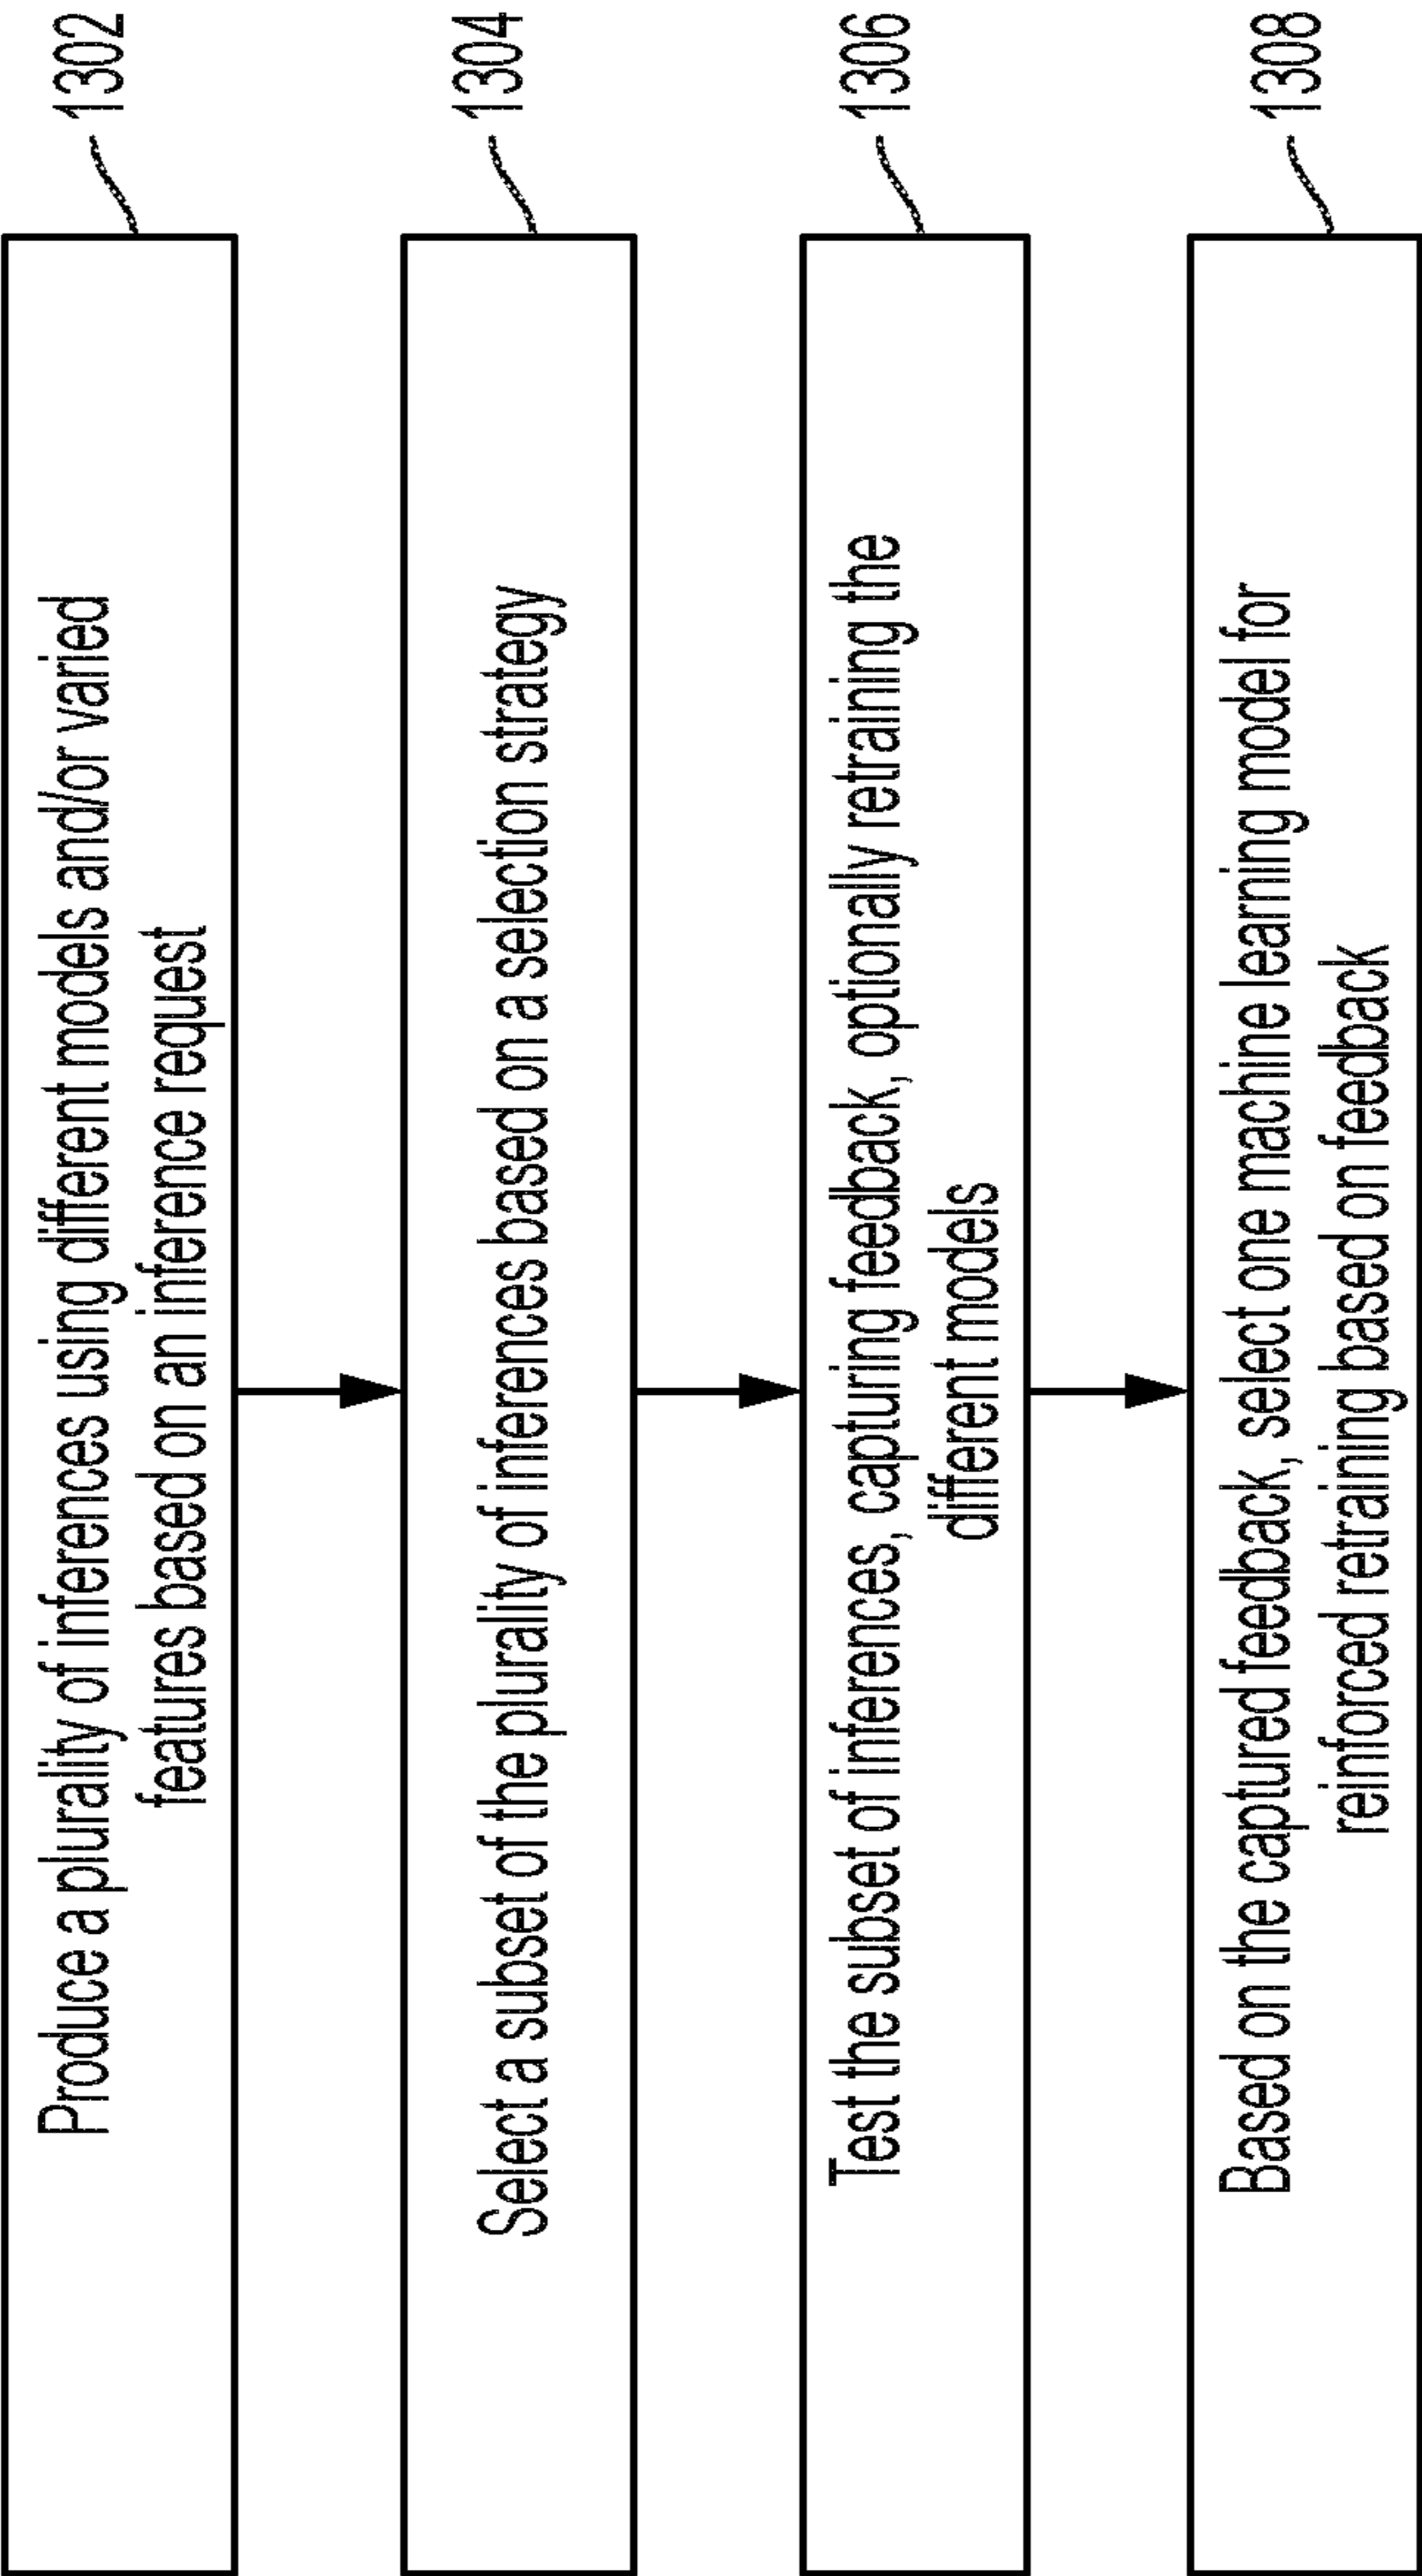 Produce a plurality of inferences using different models and/or varied
features based on an inference request
1302
Select a subset of the plurality of inferences based on a selection strategy
1304
Test the subset of inferences, capturing feedback, optionally retraining the
different models
1306
Based on the captured feedback, select one machine learning model for
reinforced retraining based on feedback
1308